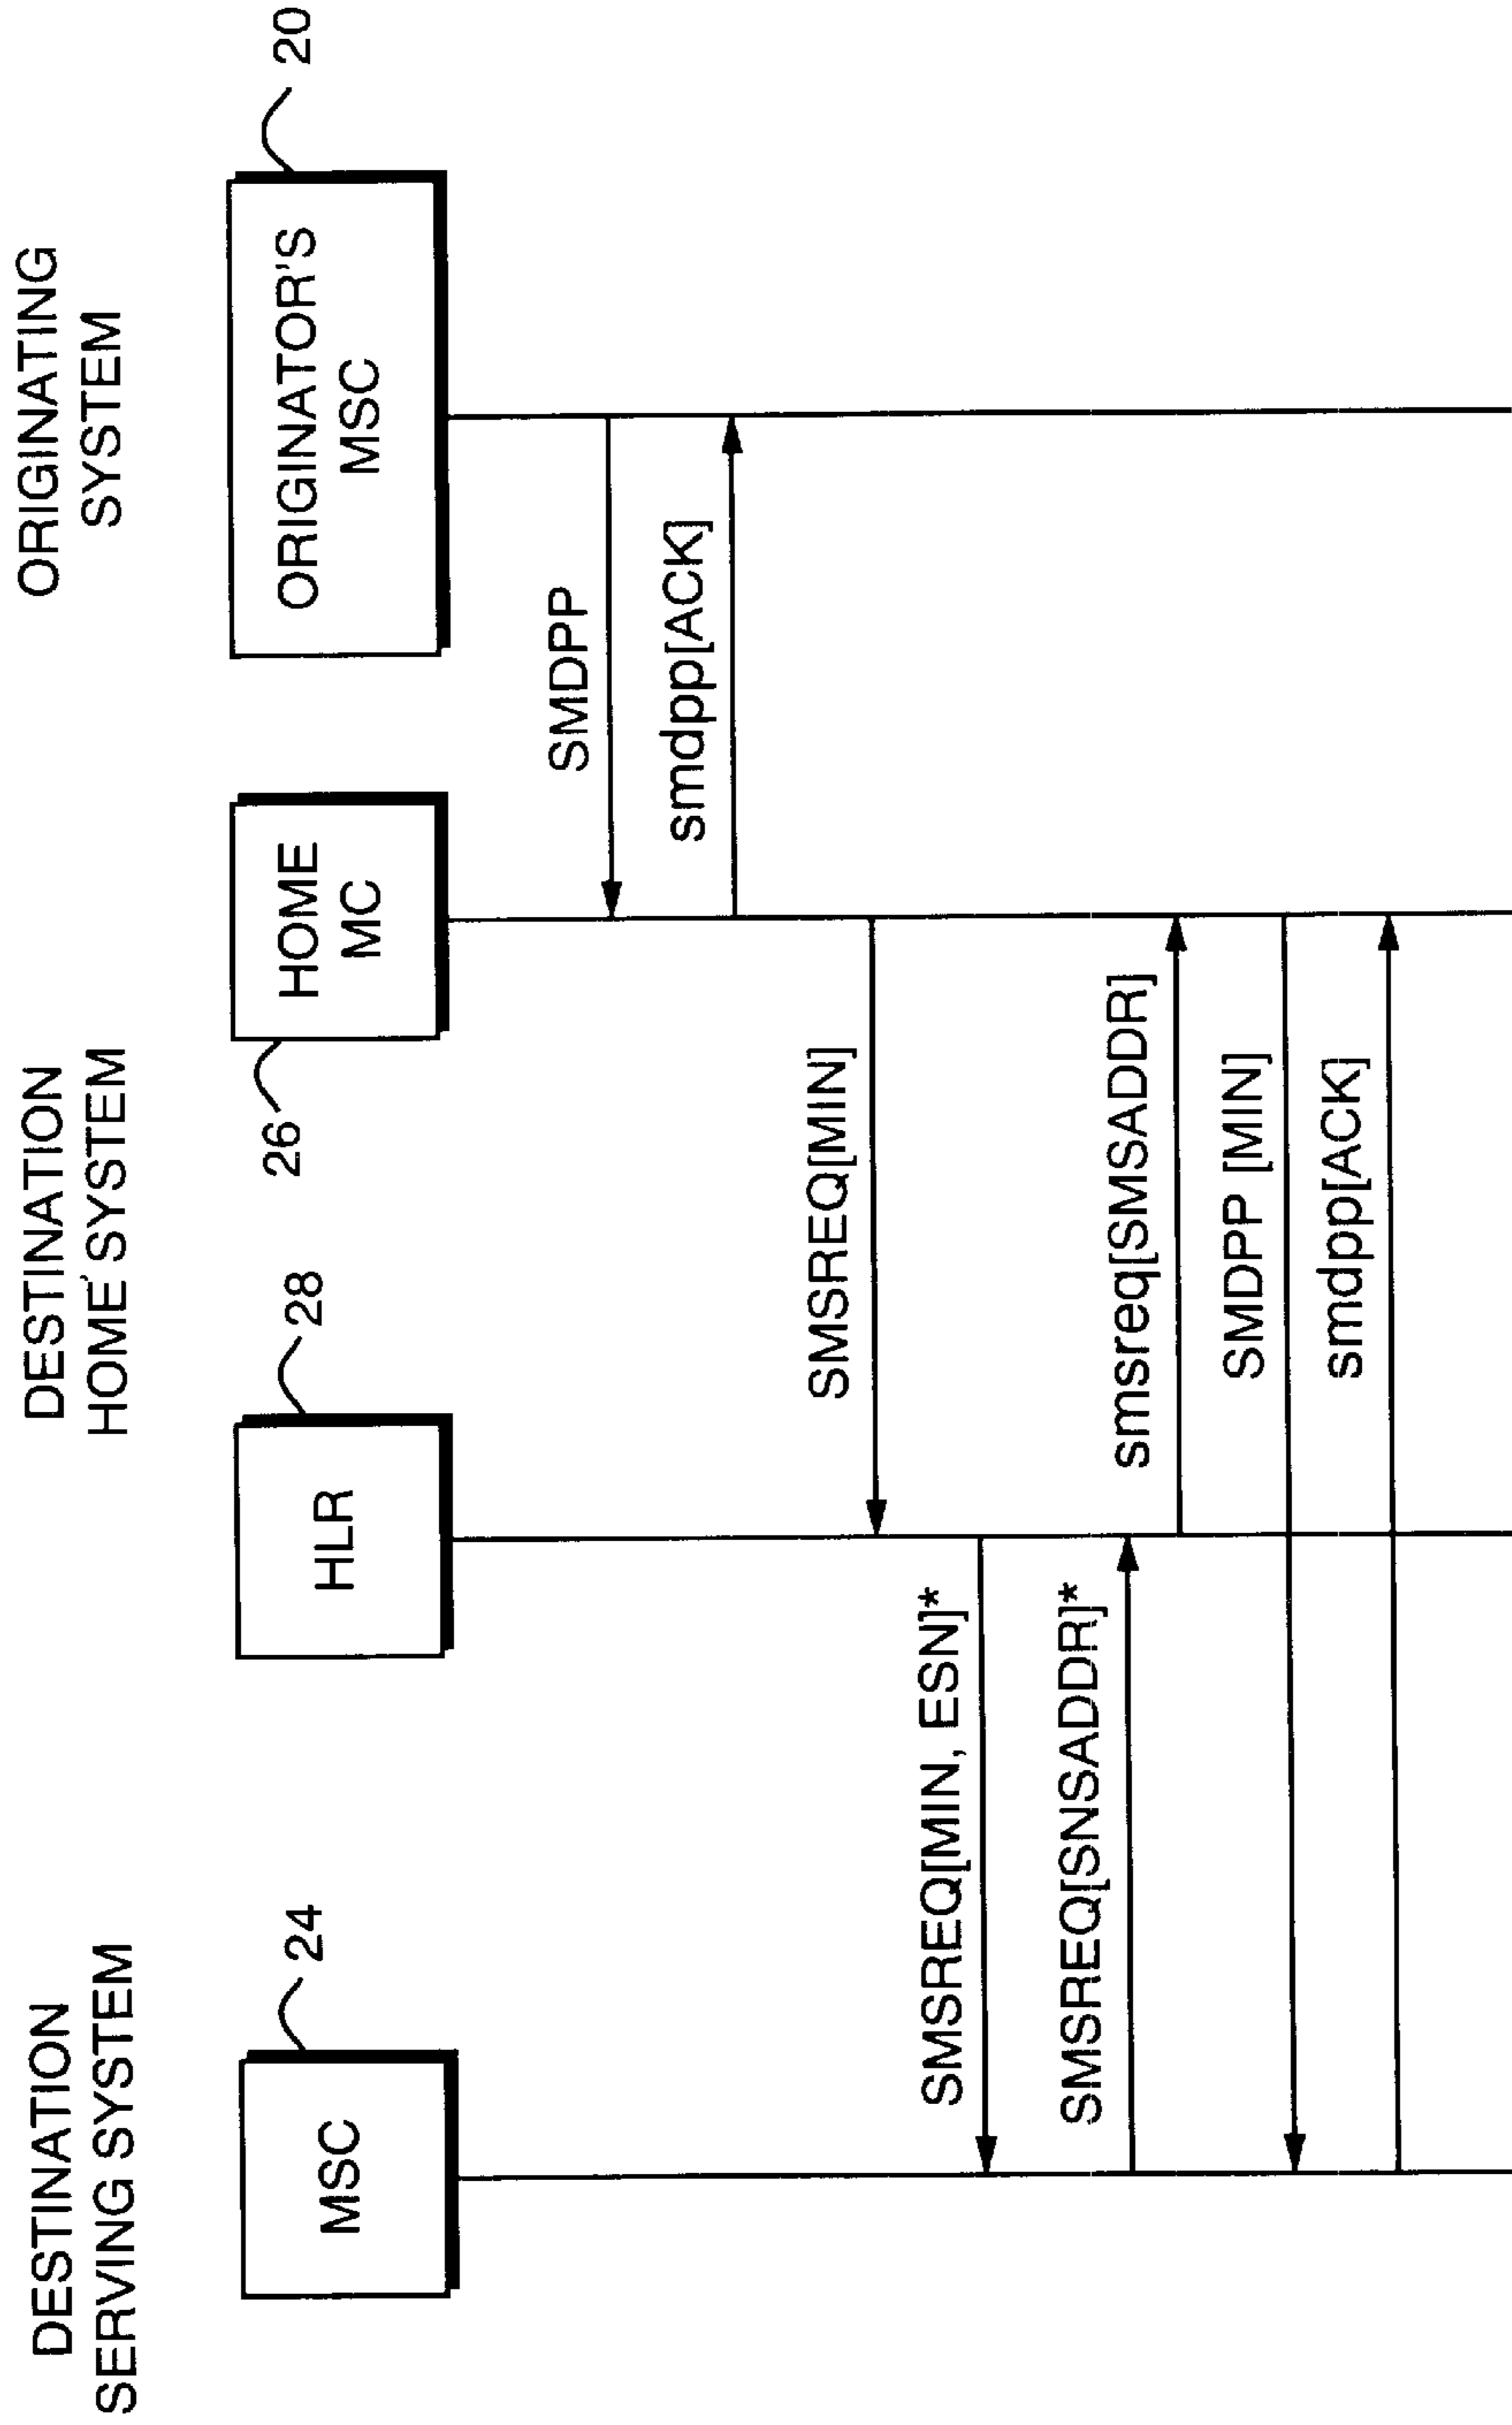 DESTINATION
SERVING SYSTEM
DESTINATION
HOME SYSTEM
ORIGINATING
SYSTEM
24
28
26
20
MSC
HLR
HOME
MC
ORIGINATOR'S
MSC
SMDPP
smdpp[ACK]
SMSREQ[MIN]
SMSREQ[MIN, ESN]*
SMSREQ[SNSADDR]*
smsreq[SMSADDR]
SMDPP [MIN]
smdpp[ACK]